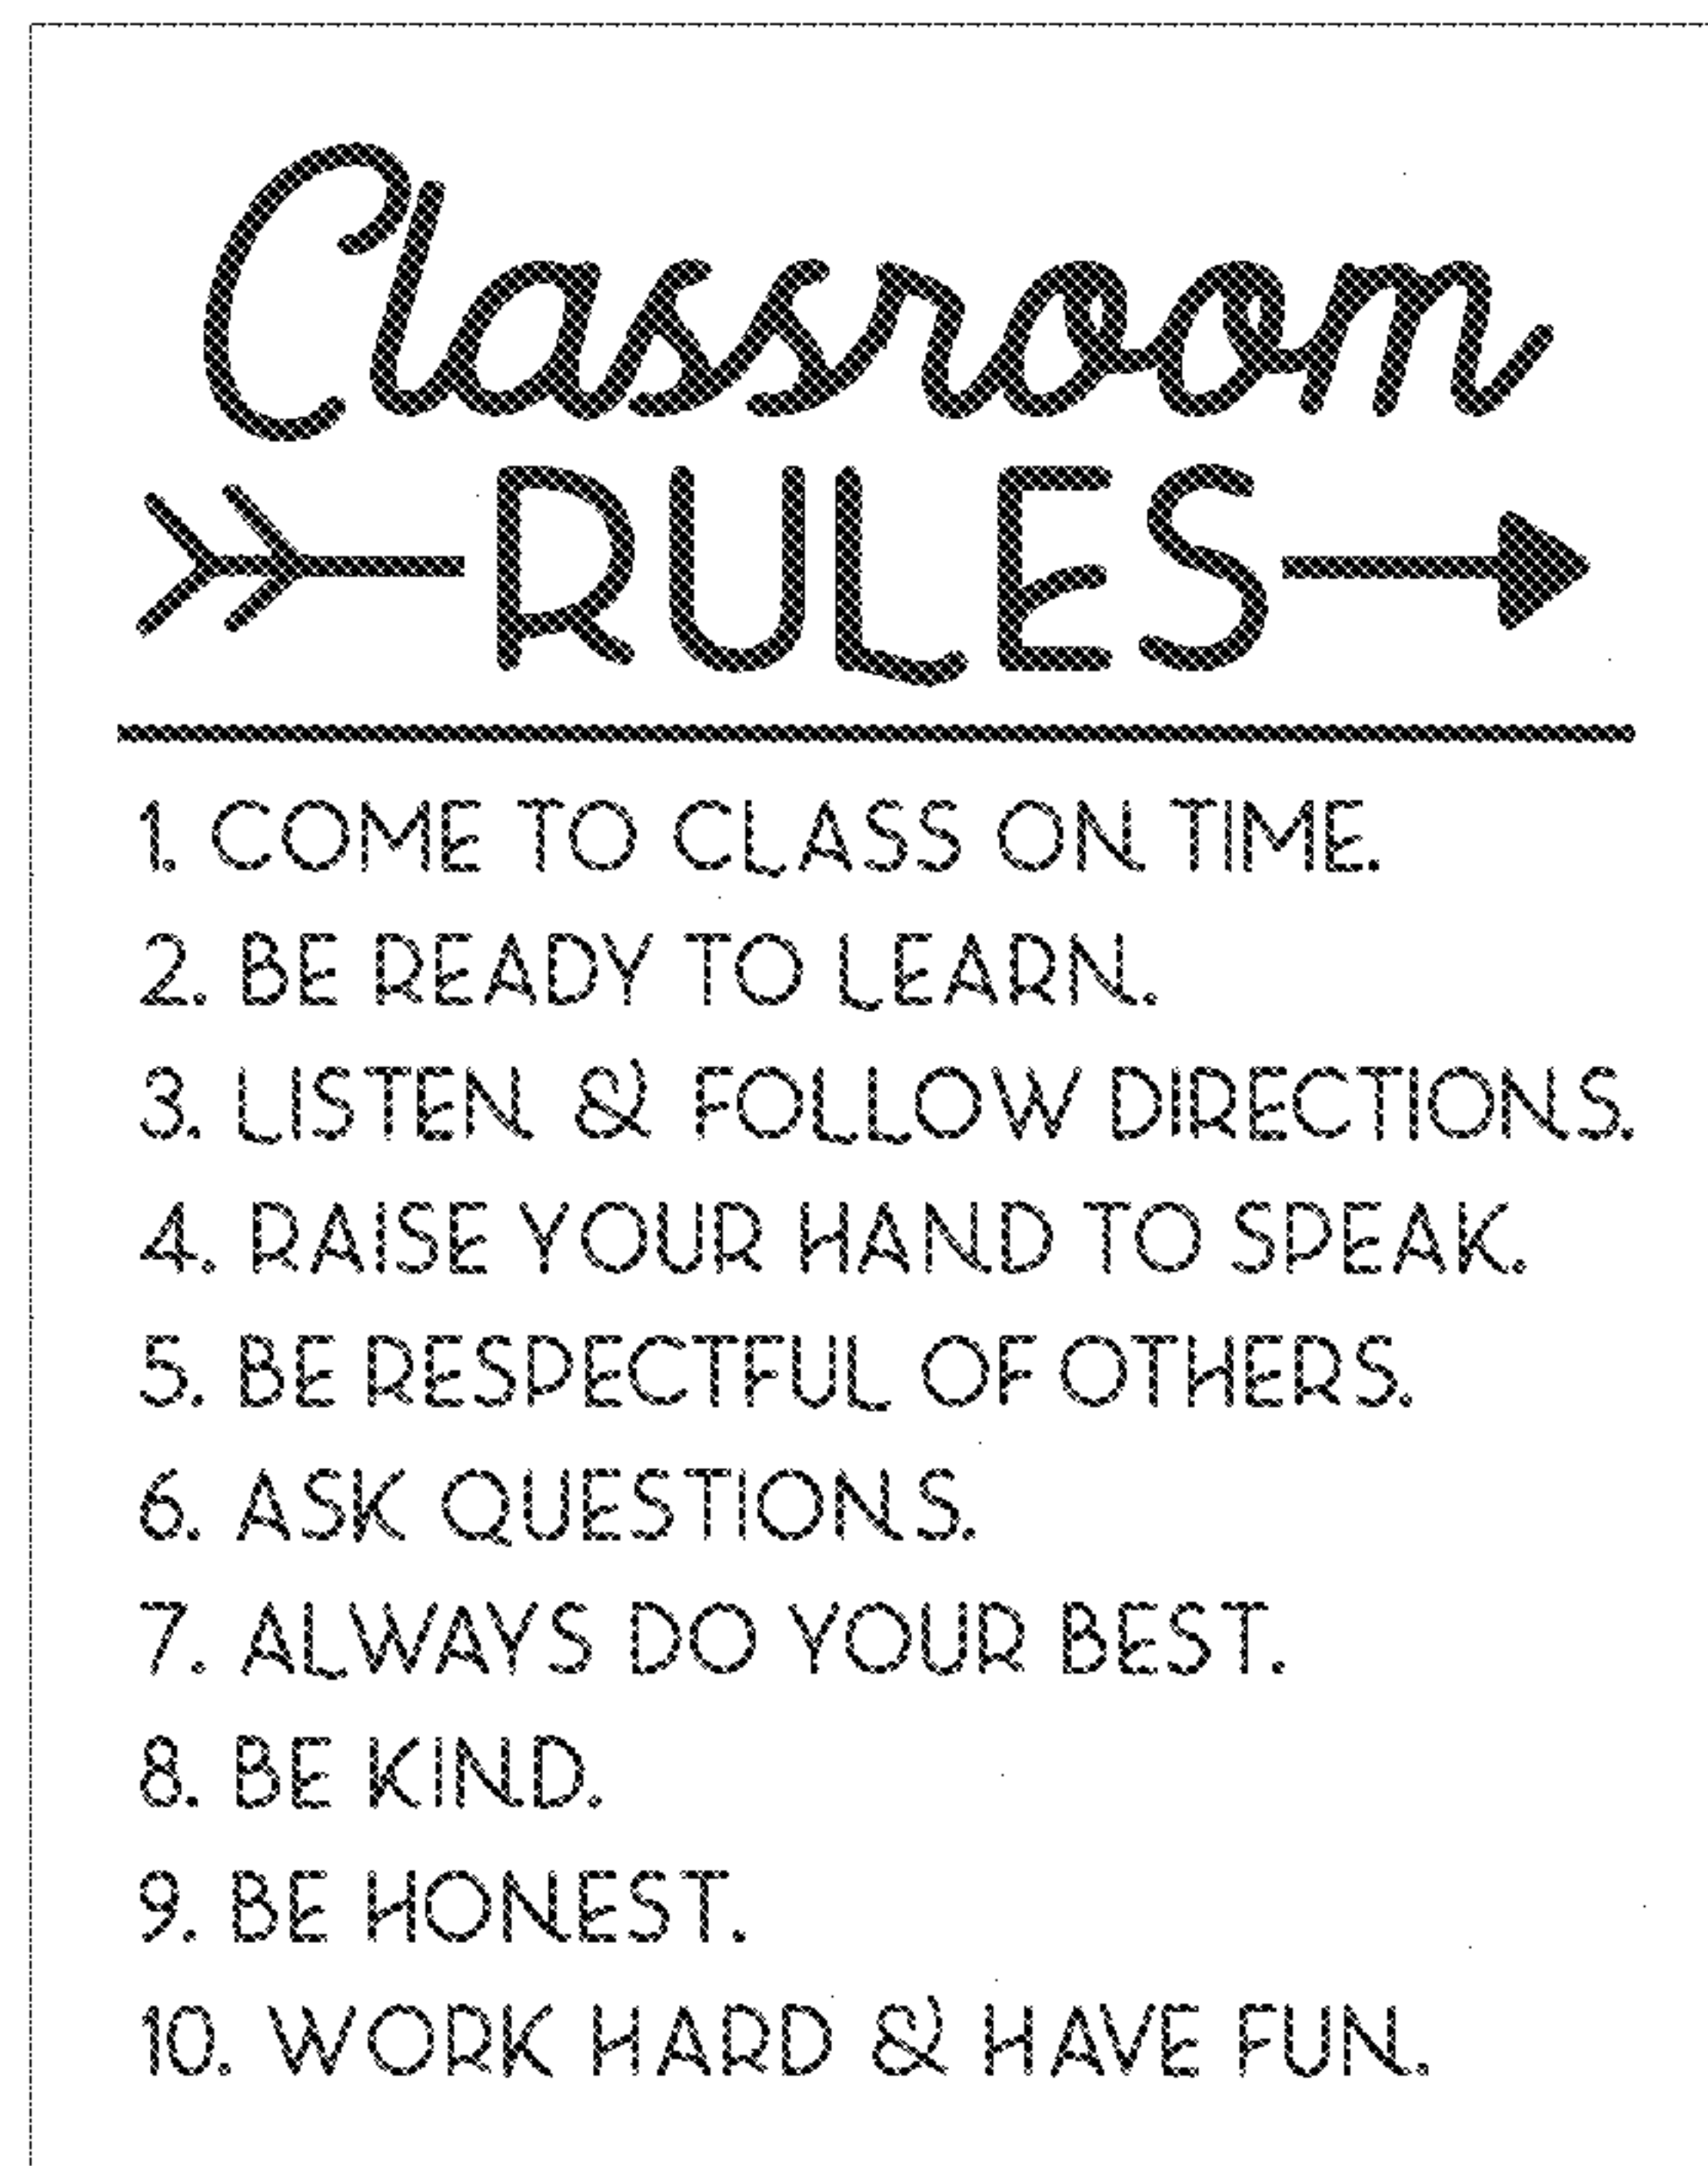 Classroom
RULES
1. COME TO CLASS ON TIME.
2. BE READY TO LEARN.
3. LISTEN & FOLLOW DIRECTIONS.
4. RAISE YOUR HAND TO SPEAK.
5. BE RESPECTFUL OF OTHERS.
6. ASK QUESTIONS.
7. ALWAYS DO YOUR BEST.
8. BE KIND.
9. BE HONEST.
10. WORK HARD & HAVE FUN.